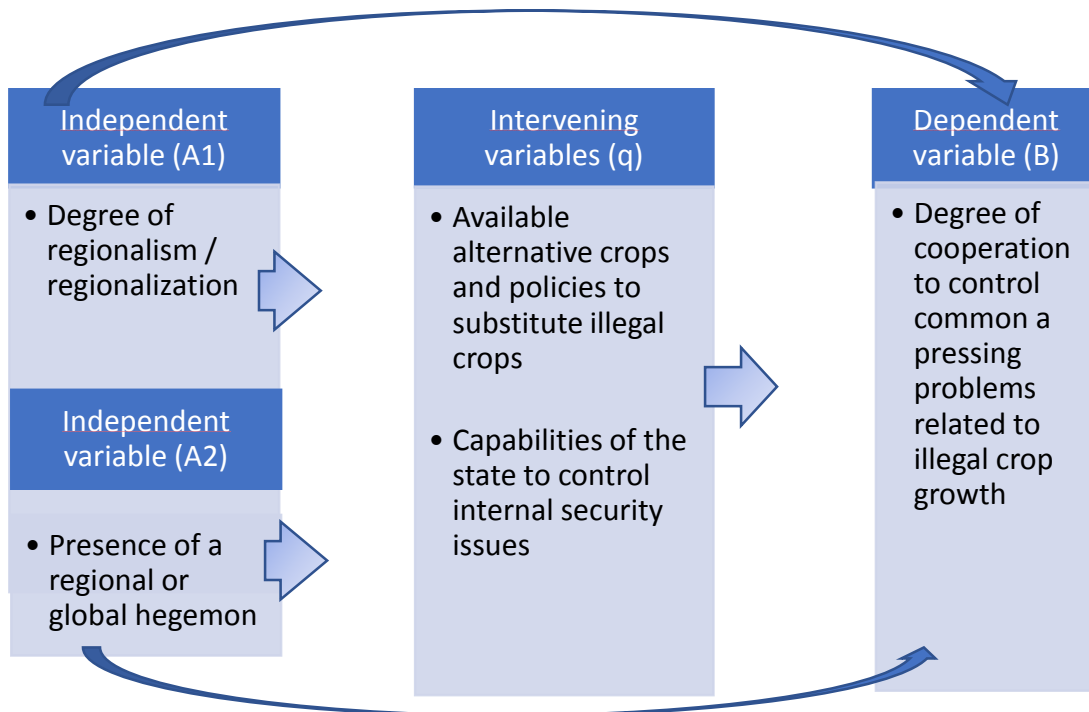 Independent
variable (A1)
• Degree of
regionalism /
regionalization
Independent
variable (A2)
• Presence of a
regional or
global hegemon
Intervening
variables (q)
• Available
alternative crops
and policies to
substitute illegal
crops
• Capabilities of the
state to control
internal security
issues
Dependent
variable (B)
• Degree of
cooperation
to control
common a
pressing
problems
related to
illegal crop
growth